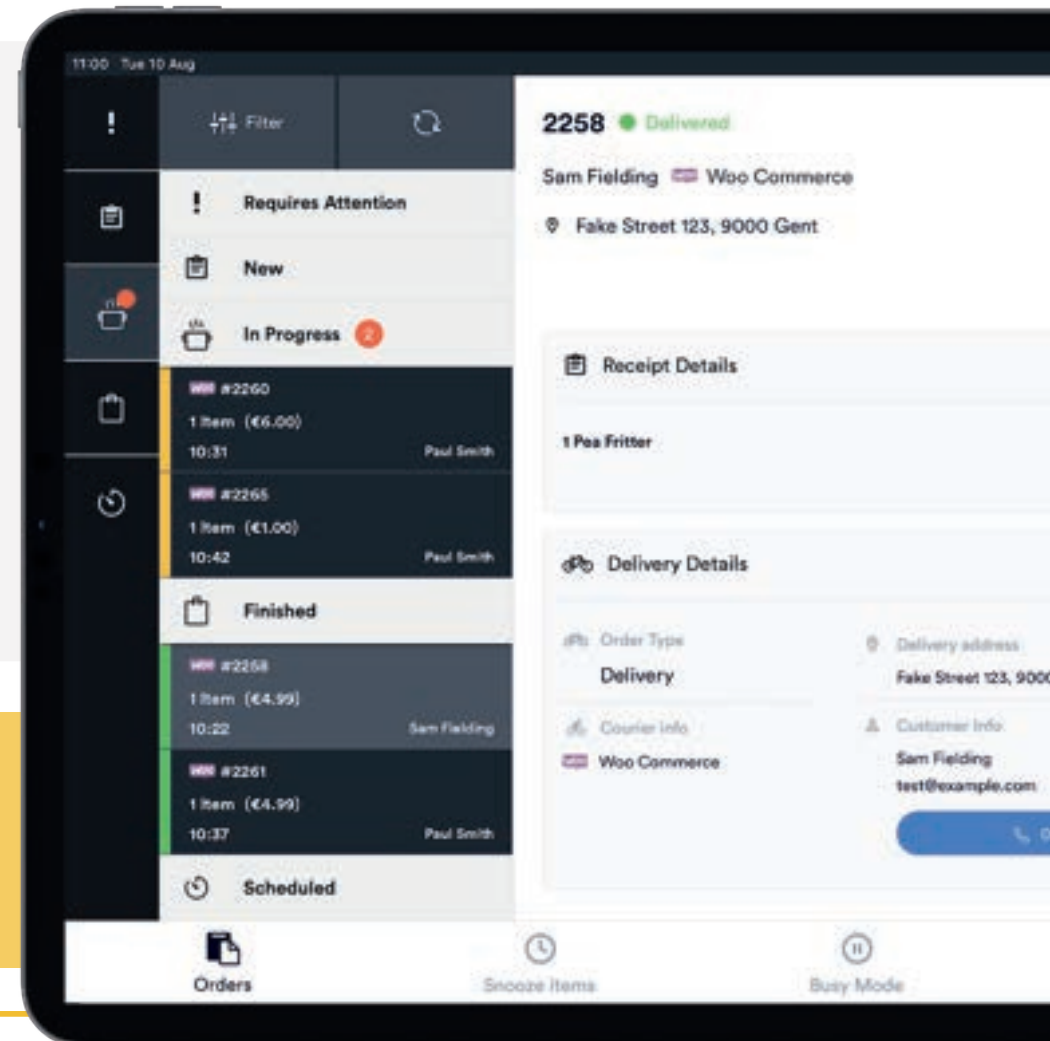 11:00 Tue 10 Aug
Filter
Requires Attention
New
In Progress 2
WOO #2260
1 Item (€6.00)
10:31 Paul Smith
WOO #2265
1 Item (€1.00)
10:42 Paul Smith
Finished
WOO #2258
1 Item (€4.99)
10:22 Sam Fielding
WOO #2261
1 Item (€4.99)
10:37 Paul Smith
Scheduled
2258 Delivered
Sam Fielding Woo Commerce
Fake Street 123, 9000 Gent
Receipt Details
1 Pea Fritter
Delivery Details
Order Type
Delivery
Delivery address
Fake Street 123, 9000
Courier info
Woo Commerce
Customer Info
Sam Fielding
test@example.com
Orders
Snooze Items
Busy Mode